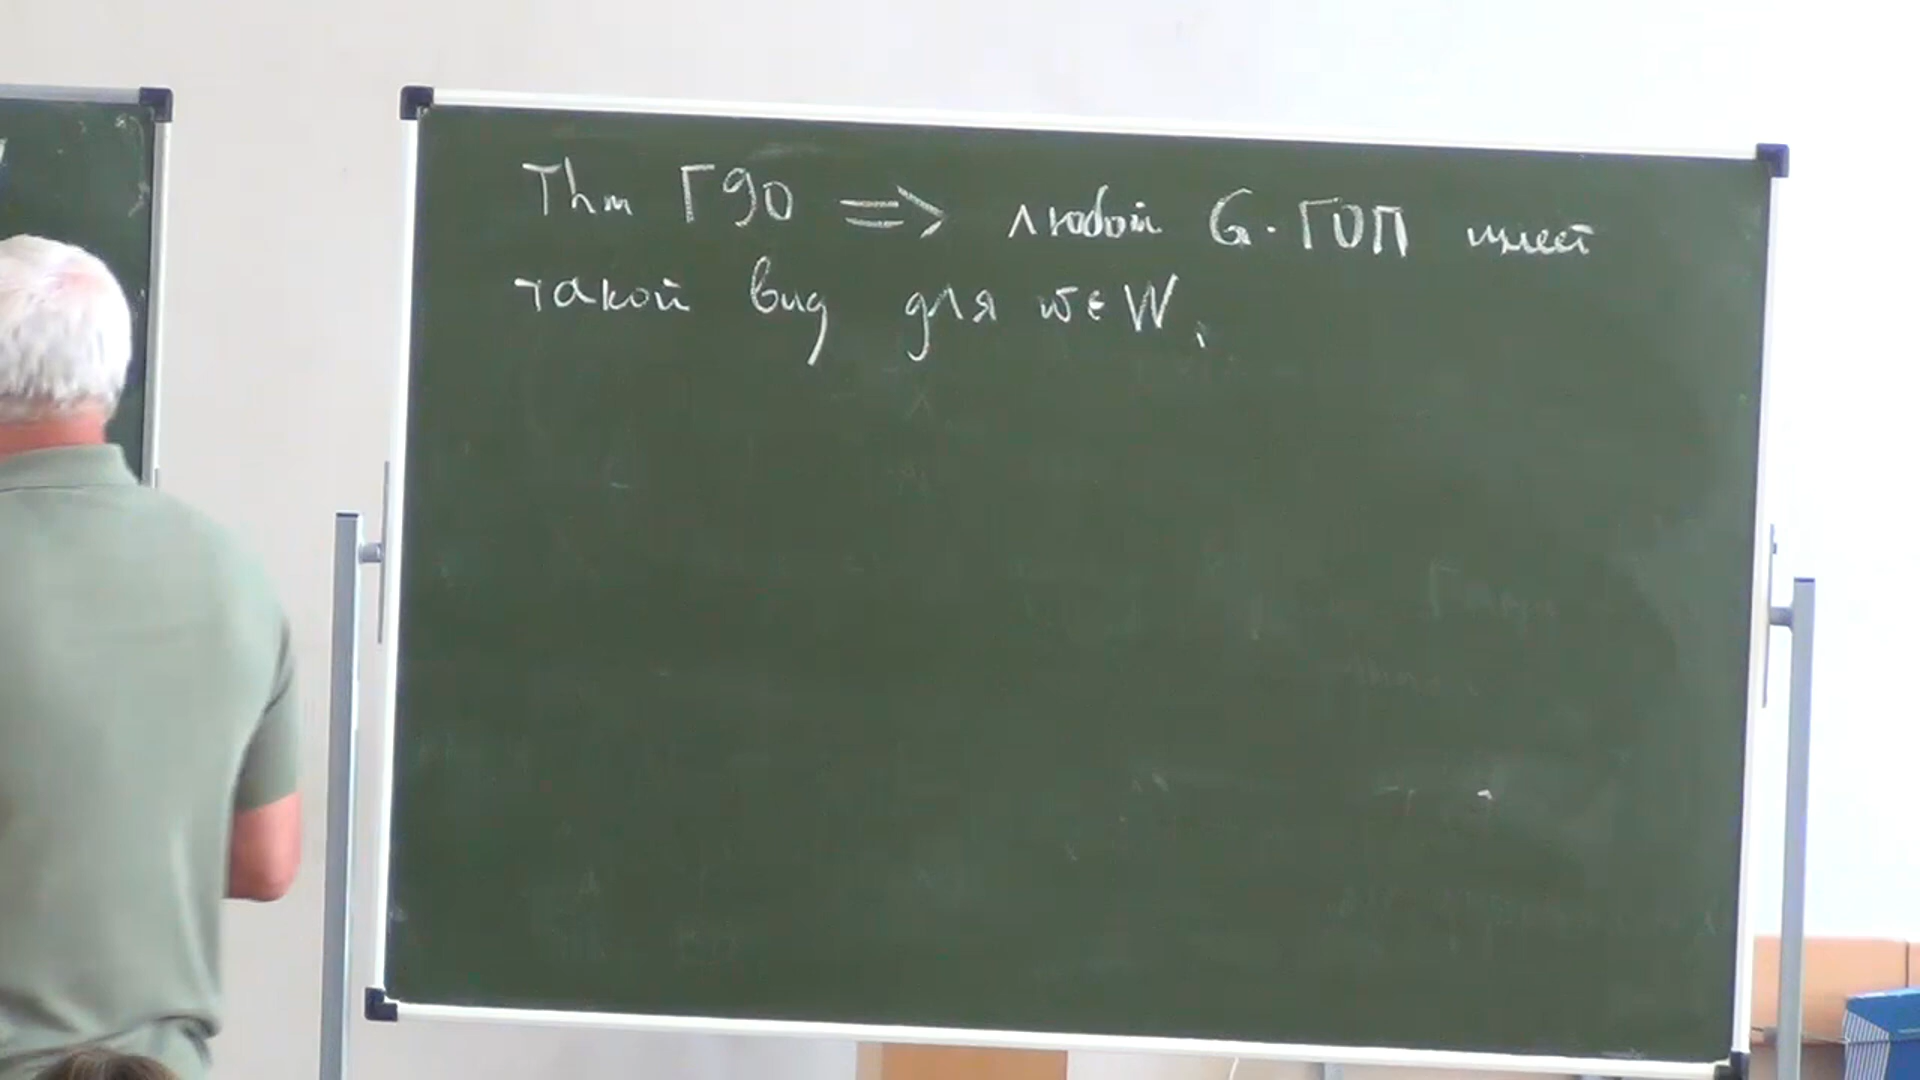 Thm Г90 => любой G-ГОП имеет
такой вид для w ∈ W.